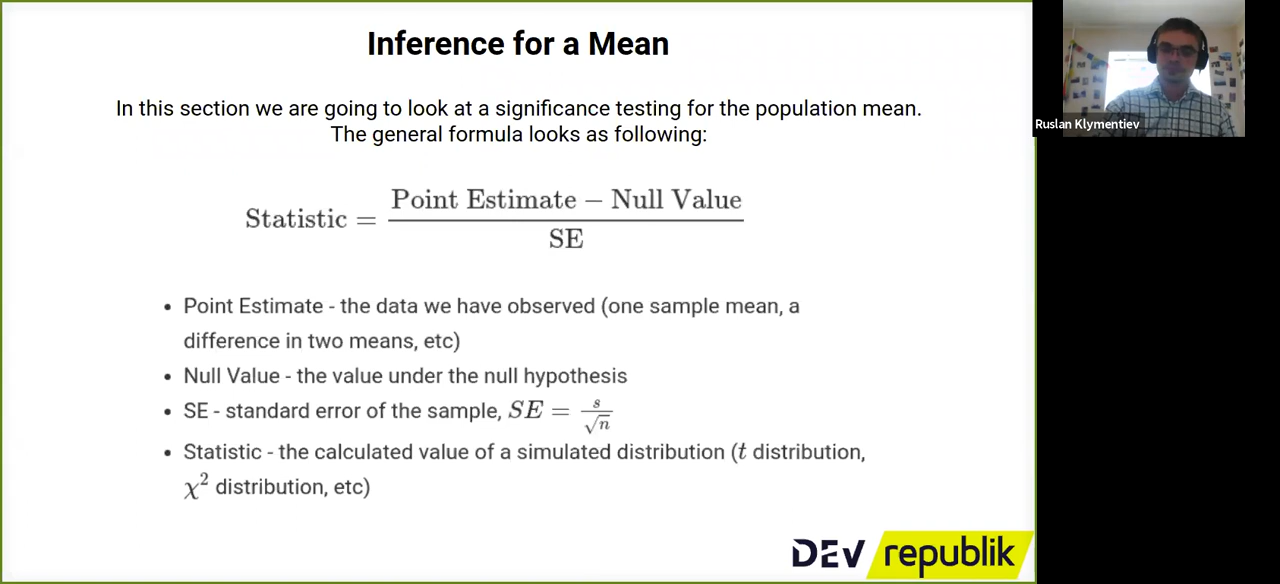 Inference for a Mean
In this section we are going to look at a significance testing for the population mean.
The general formula looks as following:
Statistic = (Point Estimate − Null Value) / SE
• Point Estimate - the data we have observed (one sample mean, a
difference in two means, etc)
• Null Value - the value under the null hypothesis
• SE - standard error of the sample, SE = s/√n
• Statistic - the calculated value of a simulated distribution (t distribution,
χ² distribution, etc)
DEV republik
Ruslan Klymentiev